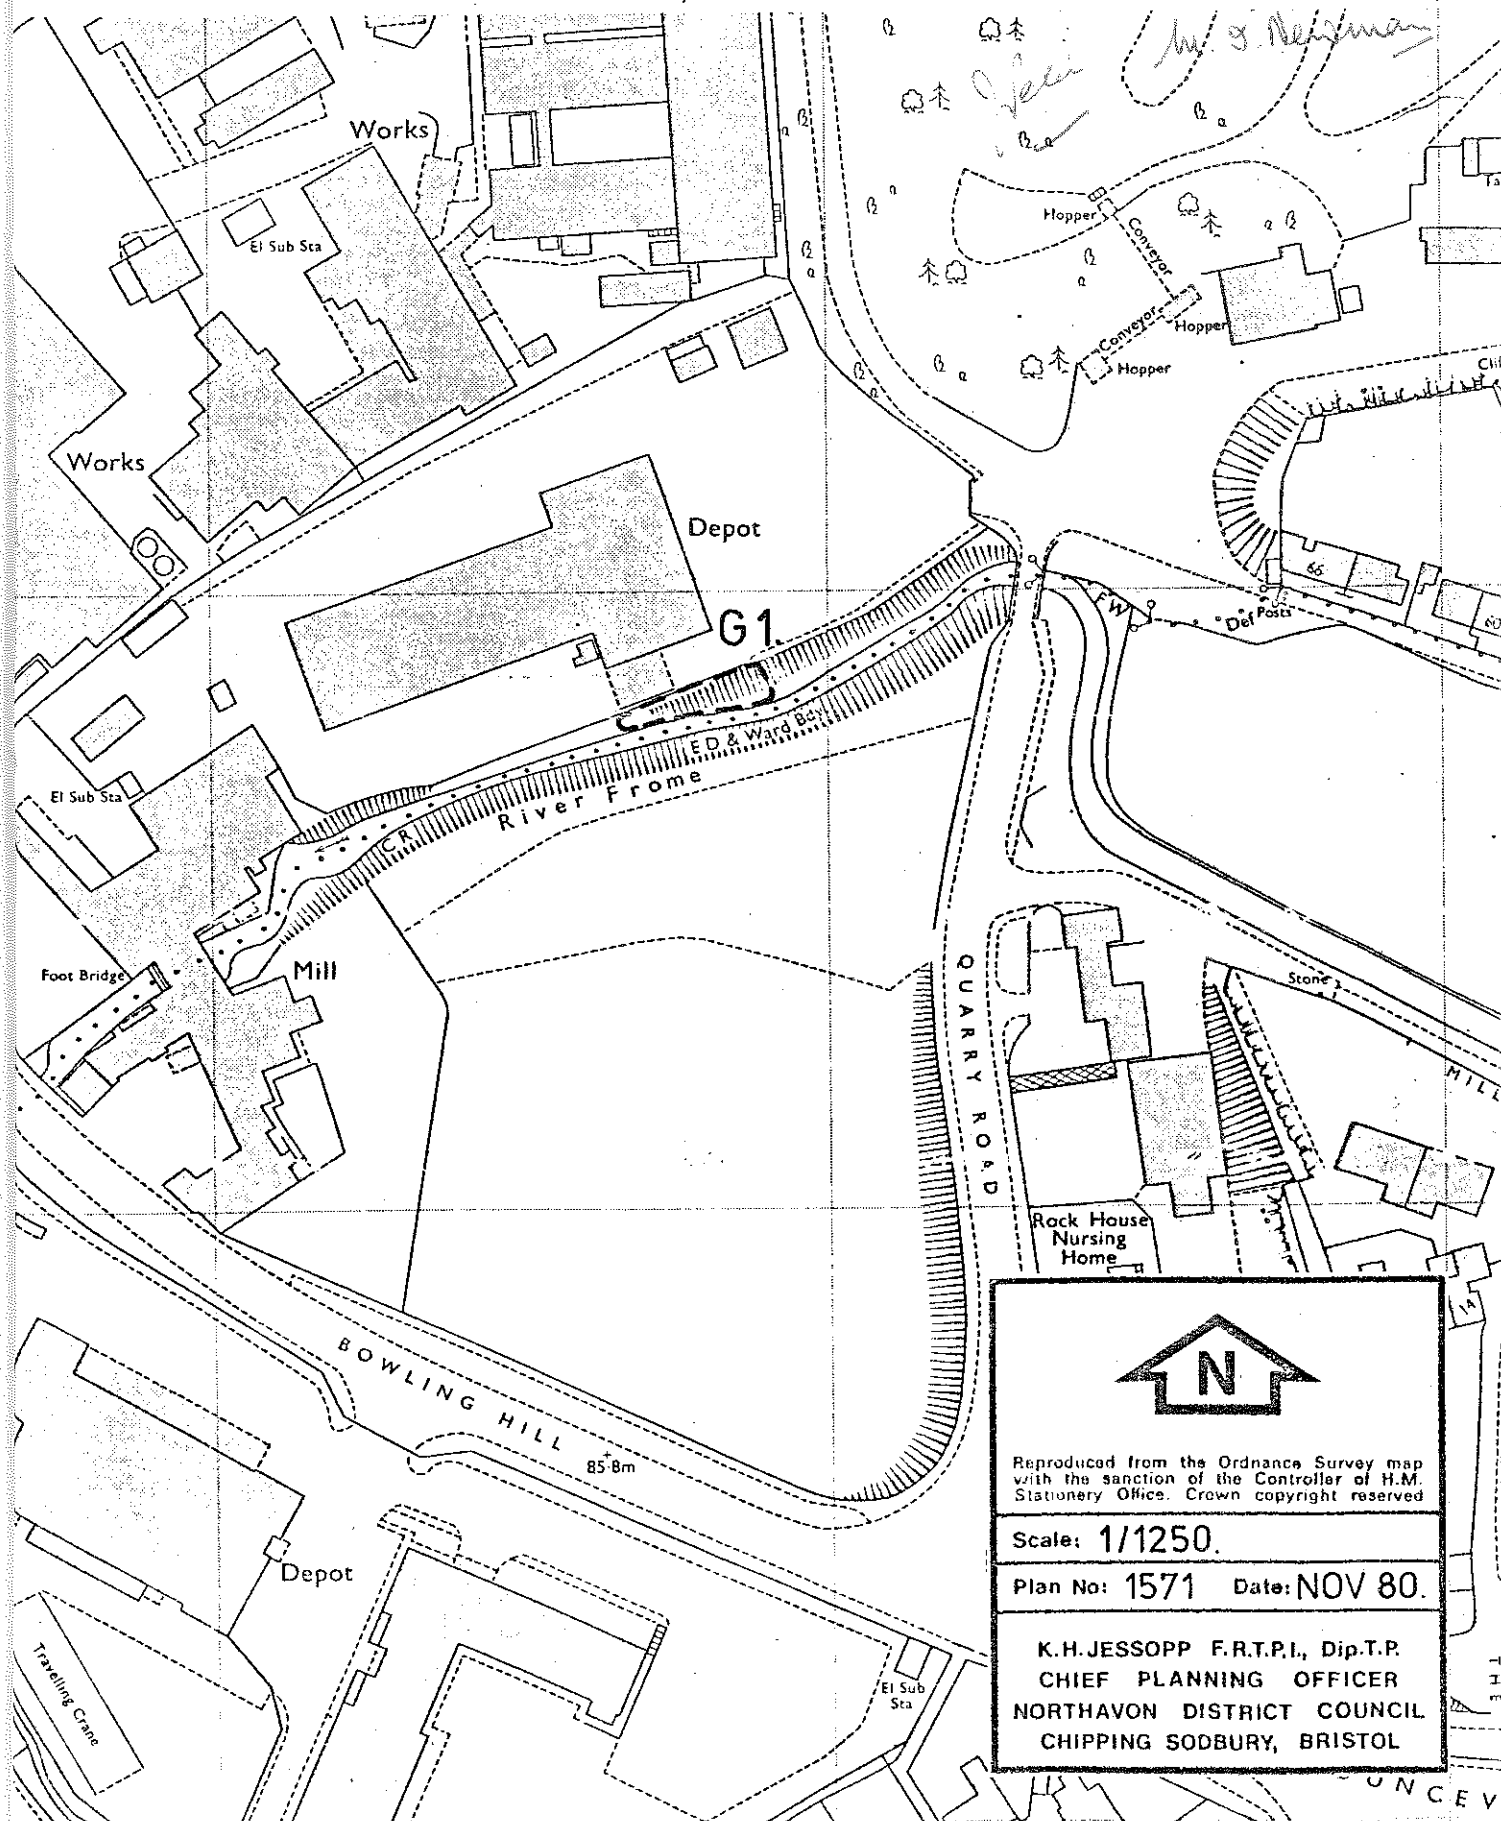 Works
El Sub Sta
Hopper
Conveyor
Conveyor
Hopper
Hopper
Works
Depot
66
FW
Def Posts
G1.
ED & Ward Bdy
El Sub Sta
River Frome
CR
Foot Bridge
Mill
QUARRY ROAD
Stone
MILL
Rock House
Nursing
Home
1A
BOWLING HILL
85·8m
Depot
Travelling Crane
El Sub
Sta
N
Reproduced from the Ordnance Survey map
with the sanction of the Controller of H.M.
Stationery Office. Crown copyright reserved
Scale: 1/1250.
Plan No: 1571 Date: NOV 80.
K.H. JESSOPP F.R.T.P.I., Dip.T.P.
CHIEF PLANNING OFFICER
NORTHAVON DISTRICT COUNCIL
CHIPPING SODBURY, BRISTOL
THE